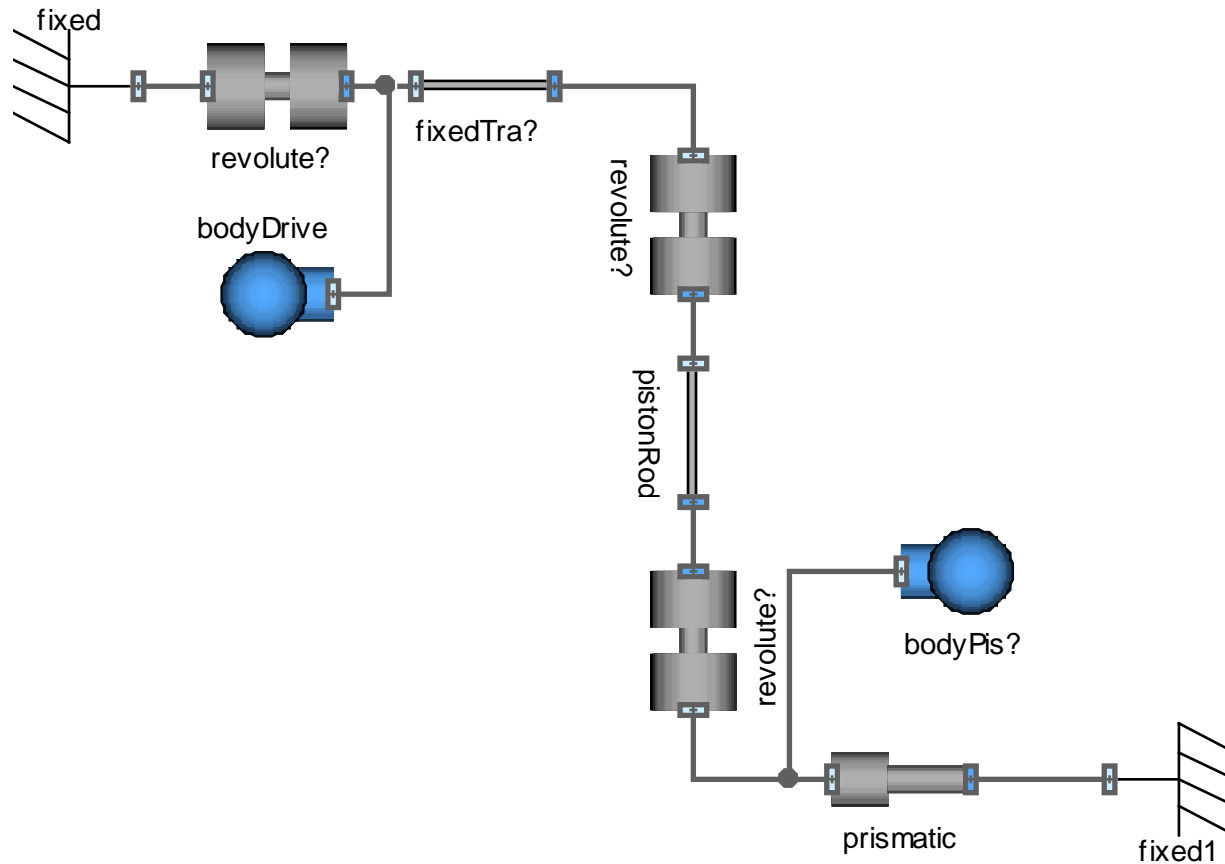 fixed
fixedTra?
revolute?
revolute?
bodyDrive
pistonRod
revolute?
bodyPis?
prismatic
fixed1